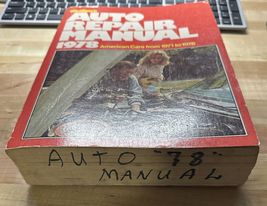 AUTO
REPAIR
MANUAL
1978 American Cars from 1971 to 1978
AUTO "78"
MANUAL